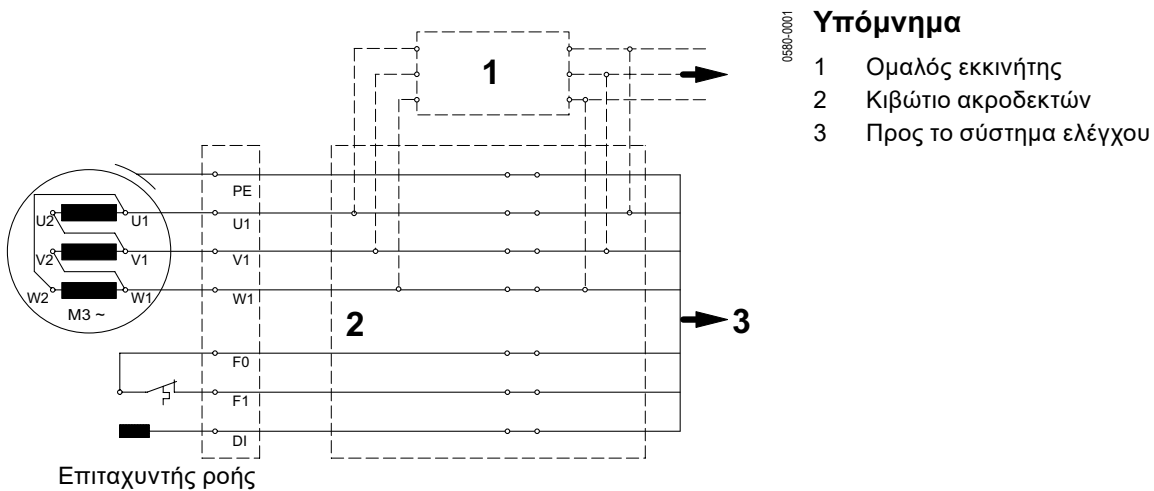 0580-0001
Υπόμνημα
1 Ομαλός εκκινήτης
2 Κιβώτιο ακροδεκτών
3 Προς το σύστημα ελέγχου
1
PE
U2 U1 U1
V2 V1 V1
W2 W1 W1
M3 ~
2
3
F0
F1
DI
Επιταχυντής ροής